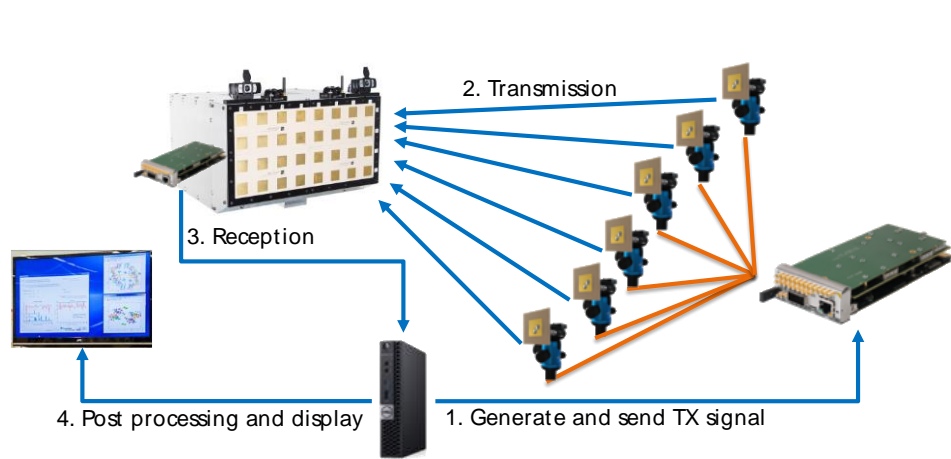 2. Transmission
3. Reception
4. Post processing and display
1. Generate and send TX signal